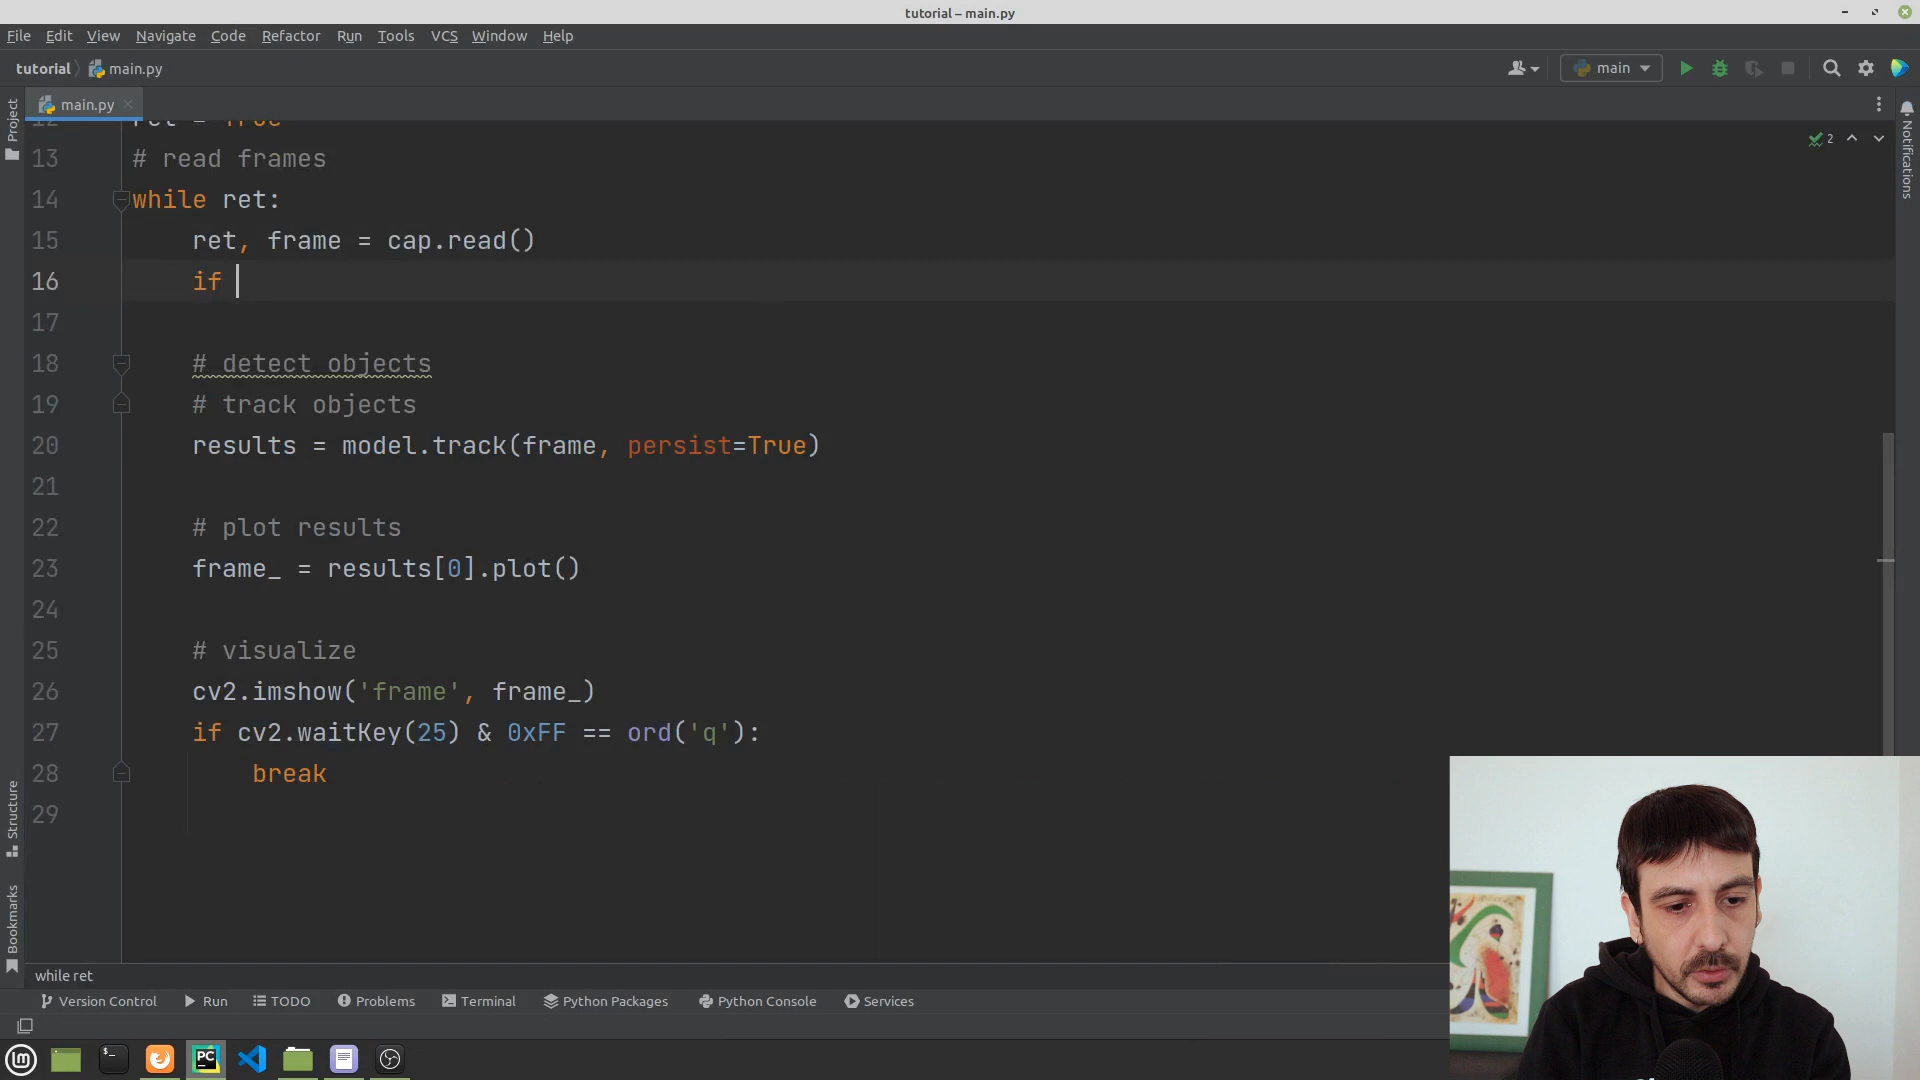 tutorial – main.py
File Edit View Navigate Code Refactor Run Tools VCS Window Help
tutorial main.py main
main.py
Project
Notifications
2
12 ret = True
13 # read frames
14 while ret:
15 ret, frame = cap.read()
16 if
17
18 # detect objects
19 # track objects
20 results = model.track(frame, persist=True)
21
22 # plot results
23 frame_ = results[0].plot()
24
25 # visualize
26 cv2.imshow('frame', frame_)
27 if cv2.waitKey(25) & 0xFF == ord('q'):
28 break
29
Structure
Bookmarks
while ret
Version Control Run TODO Problems Terminal Python Packages Python Console Services
PC